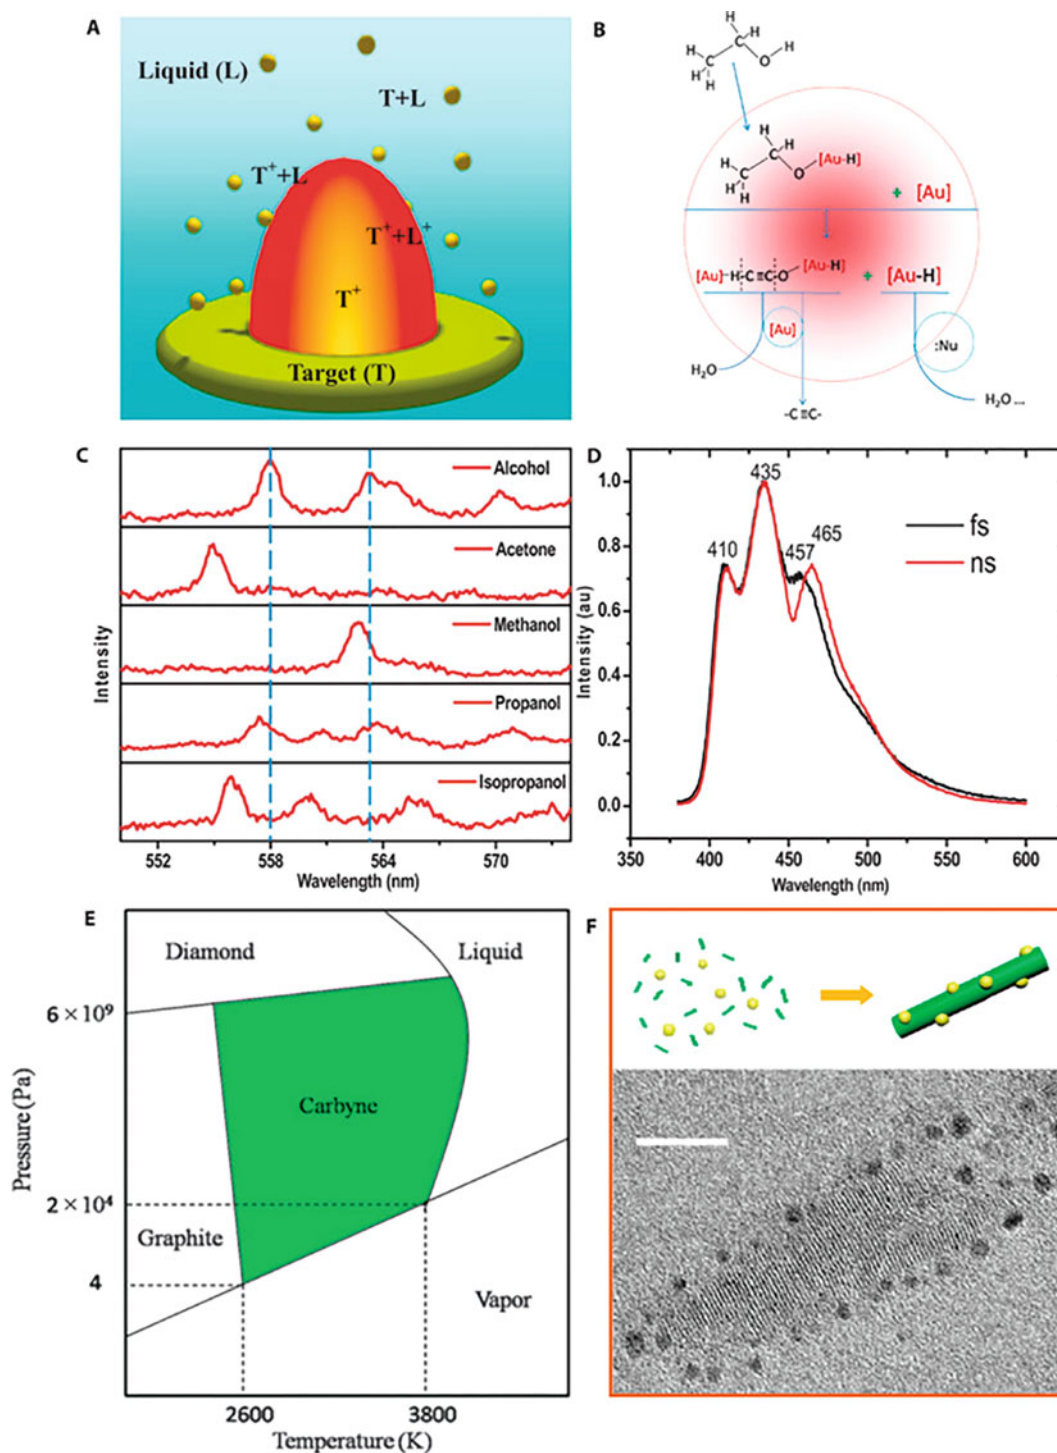 A
Liquid (L)
T+L
T⁺+L
T⁺+L⁺
T⁺
Target (T)
B
H
H
H
C
C
O
H
H
H
H
H
C
[Au-H]
C
O
H
H
+ [Au]
[Au]-H-C≡C-O-[Au-H]
+ [Au-H]
[Au]
:Nu
H₂O
H₂O ...
-C≡C-
C
Alcohol
Acetone
Methanol
Propanol
Isopropanol
Intensity
552 558 564 570
Wavelength (nm)
D
435
410
457
465
fs
ns
1.0
0.8
0.6
0.4
0.2
0.0
Intensity (au)
350 400 450 500 550 600
Wavelength (nm)
E
Diamond
Liquid
6 × 10⁹
Carbyne
Pressure (Pa)
2 × 10⁴
Graphite
4
Vapor
2600 3800
Temperature (K)
F